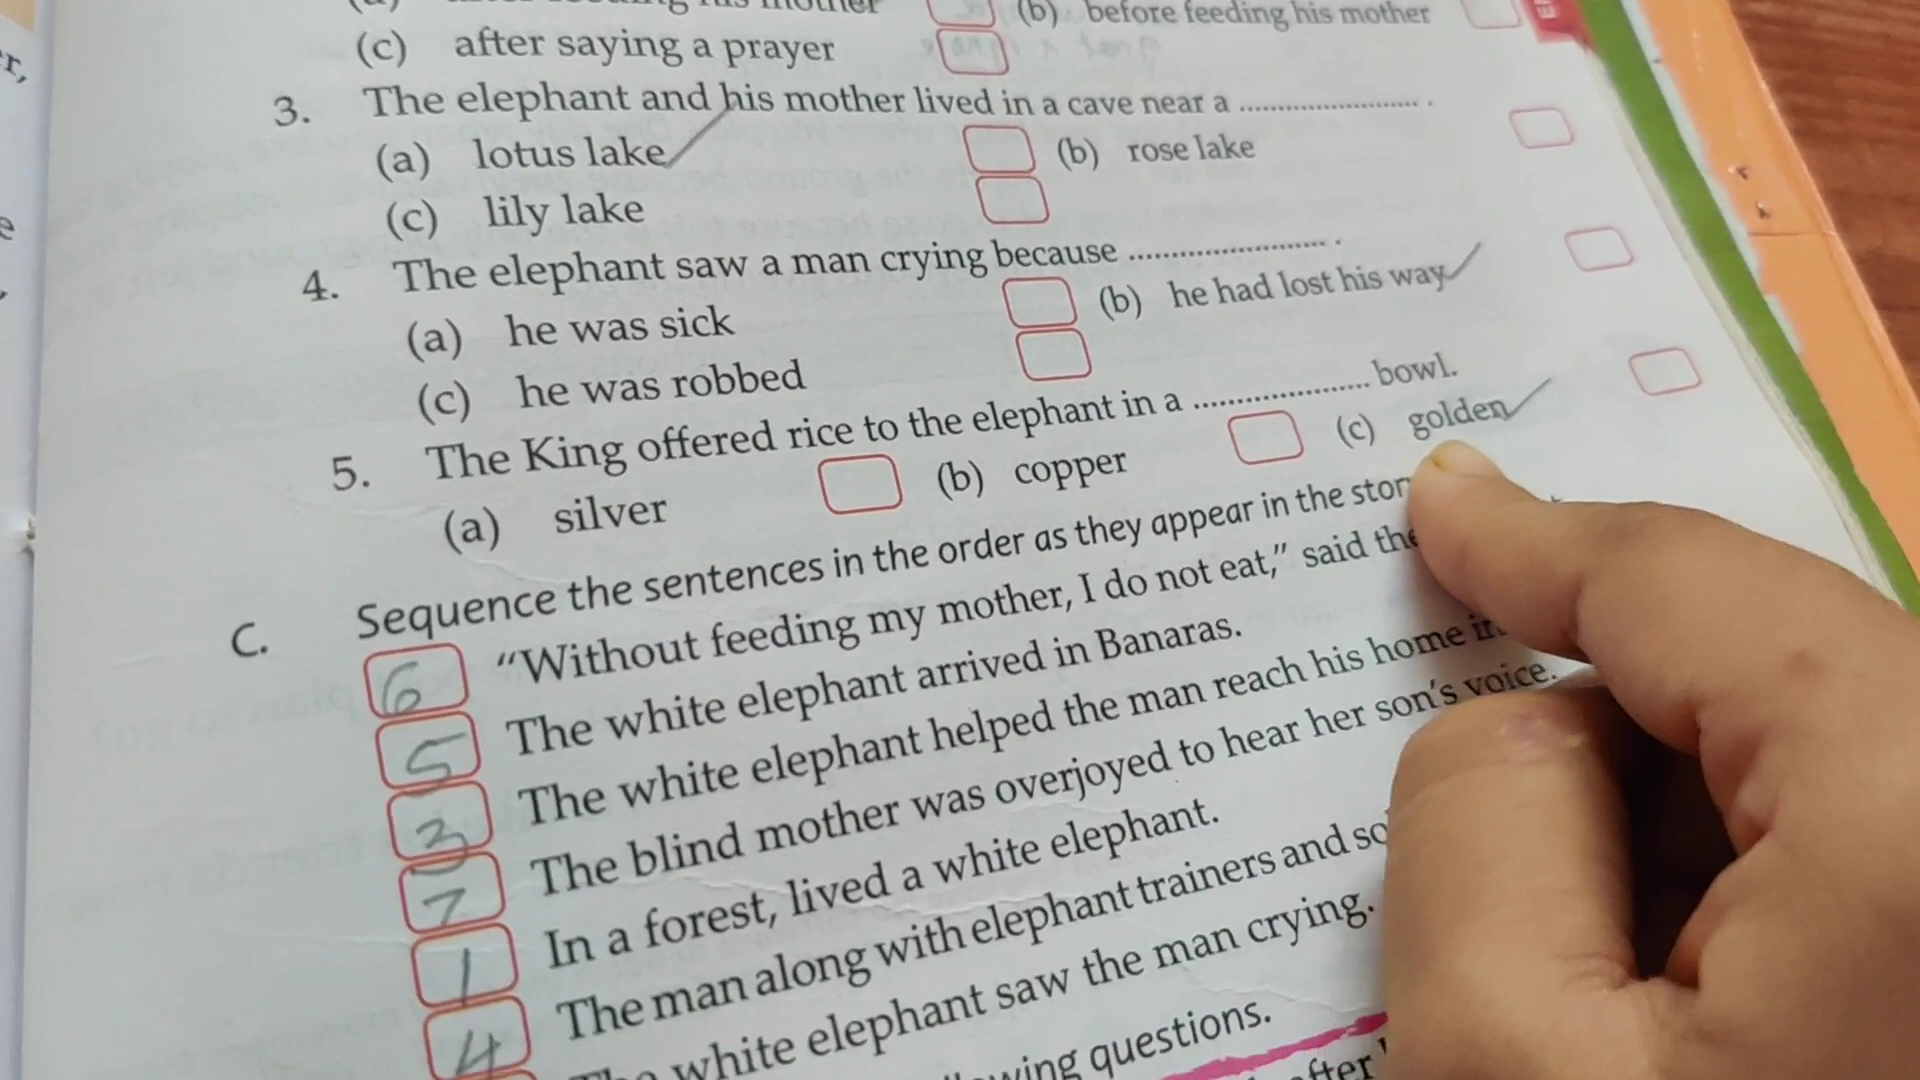 (b) before feeding his mother
(c) after saying a prayer
3. The elephant and his mother lived in a cave near a .......................... .
(a) lotus lake (b) rose lake
(c) lily lake
4. The elephant saw a man crying because .......................... .
(a) he was sick (b) he had lost his way
(c) he was robbed
5. The King offered rice to the elephant in a .......................... bowl.
(a) silver (b) copper (c) golden
C. Sequence the sentences in the order as they appear in the
6 “Without feeding my mother, I do not eat,” said
5 The white elephant arrived in Banaras.
3 The white elephant helped the man reach his home
7 The blind mother was overjoyed to hear her son's voice.
1 In a forest, lived a white elephant.
4 The man along with elephant trainers and
white elephant saw the man crying.
questions.